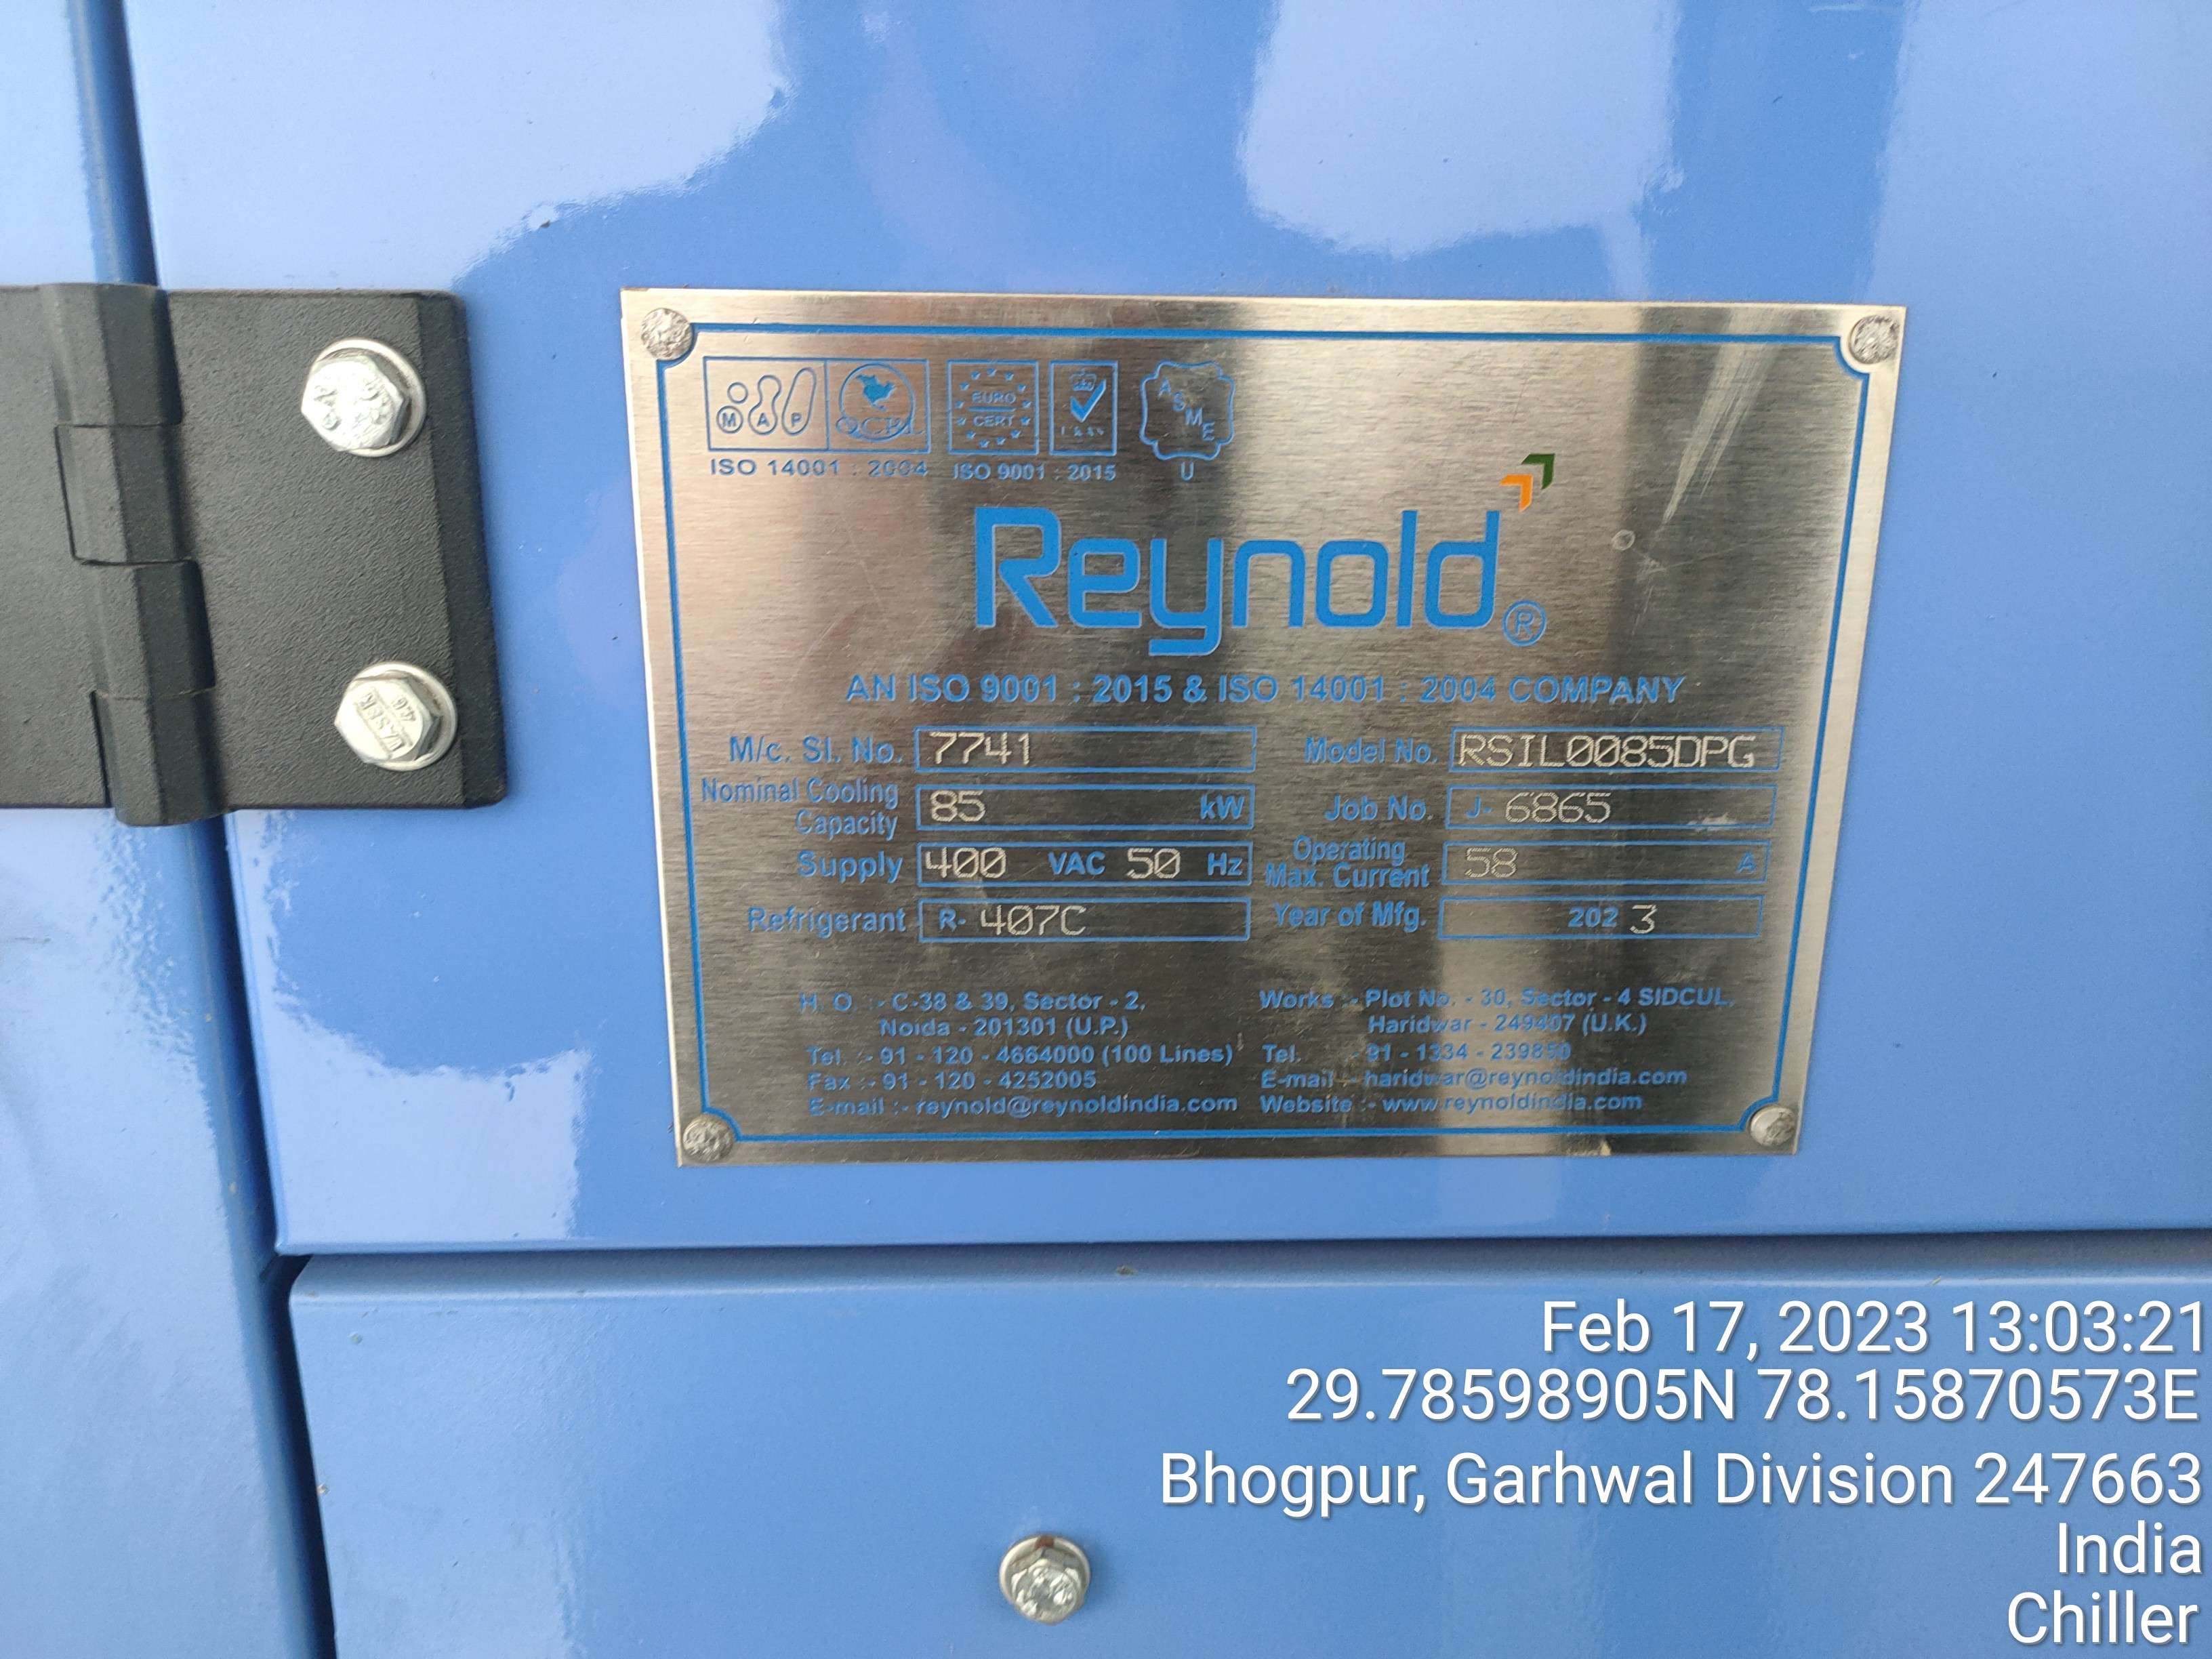 M A P
EURO
CERT
A S M E
ISO 14001 : 2004
ISO 9001 : 2015
U
Reynold ®
AN ISO 9001 : 2015 & ISO 14001 : 2004 COMPANY
M/c. Sl. No. 7741 Model No. RSIL0085DPG
Nominal Cooling Capacity 85 kW Job No. J- 6865
Supply 400 VAC 50 Hz Operating Max. Current 58 A
Refrigerant R- 407C Year of Mfg. 2023
H. O. :- C-38 & 39, Sector - 2,
Noida - 201301 (U.P.)
Tel. :- 91 - 120 - 4664000 (100 Lines)
Fax :- 91 - 120 - 4252005
E-mail :- reynold@reynoldindia.com
Works :- Plot No. - 30, Sector - 4 SIDCUL,
Haridwar - 249407 (U.K.)
Tel. :- 91 - 1334 - 239850
E-mail :- haridwar@reynoldindia.com
Website :- www.reynoldindia.com
Feb 17, 2023 13:03:21
29.78598905N 78.15870573E
Bhogpur, Garhwal Division 247663
India
Chiller